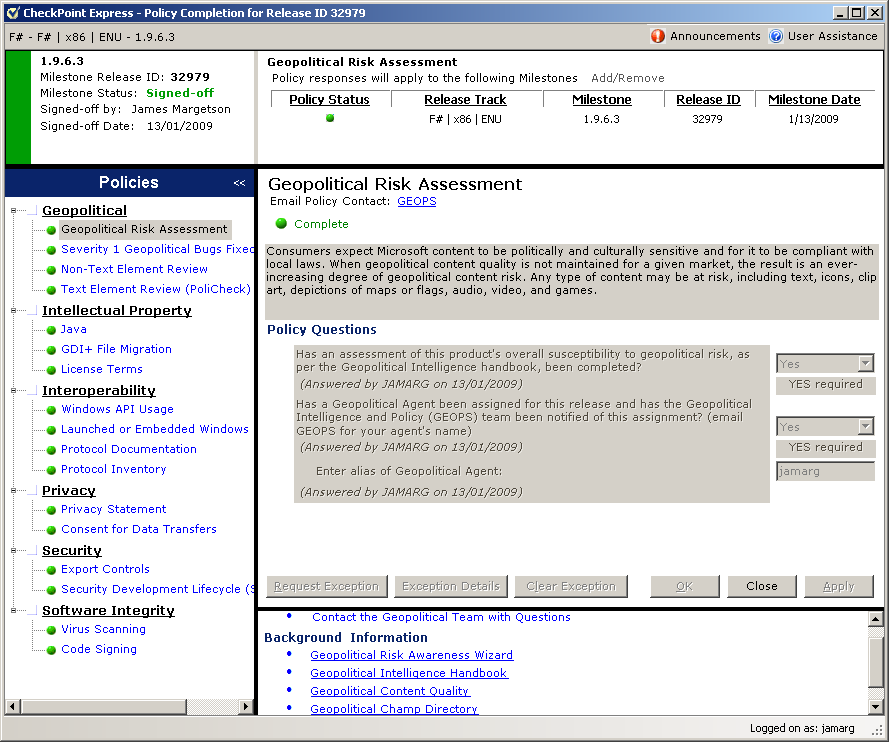 CheckPoint Express - Policy Completion for Release ID 32979
F# - F# | x86 | ENU - 1.9.6.3
Announcements
User Assistance
1.9.6.3
Milestone Release ID: 32979
Milestone Status: Signed-off
Signed-off by: James Margetson
Signed-off Date: 13/01/2009
Geopolitical Risk Assessment
Policy responses will apply to the following Milestones Add/Remove
Policy Status Release Track Milestone Release ID Milestone Date
F# | x86 | ENU 1.9.6.3 32979 1/13/2009
Policies <<
Geopolitical
Geopolitical Risk Assessment
Severity 1 Geopolitical Bugs Fixed
Non-Text Element Review
Text Element Review (PoliCheck)
Intellectual Property
Java
GDI+ File Migration
License Terms
Interoperability
Windows API Usage
Launched or Embedded Windows
Protocol Documentation
Protocol Inventory
Privacy
Privacy Statement
Consent for Data Transfers
Security
Export Controls
Security Development Lifecycle (S
Software Integrity
Virus Scanning
Code Signing
Geopolitical Risk Assessment
Email Policy Contact: GEOPS
Complete
Consumers expect Microsoft content to be politically and culturally sensitive and for it to be compliant with
local laws. When geopolitical content quality is not maintained for a given market, the result is an ever-
increasing degree of geopolitical content risk. Any type of content may be at risk, including text, icons, clip
art, depictions of maps or flags, audio, video, and games.
Policy Questions
Has an assessment of this product's overall susceptibility to geopolitical risk, as
per the Geopolitical Intelligence handbook, been completed?
(Answered by JAMARG on 13/01/2009)
Yes
YES required
Has a Geopolitical Agent been assigned for this release and has the Geopolitical
Intelligence and Policy (GEOPS) team been notified of this assignment? (email
GEOPS for your agent's name)
(Answered by JAMARG on 13/01/2009)
Yes
YES required
Enter alias of Geopolitical Agent:
jamarg
(Answered by JAMARG on 13/01/2009)
Request Exception Exception Details Clear Exception OK Close Apply
• Contact the Geopolitical Team with Questions
Background Information
• Geopolitical Risk Awareness Wizard
• Geopolitical Intelligence Handbook
• Geopolitical Content Quality
• Geopolitical Champ Directory
Logged on as: jamarg